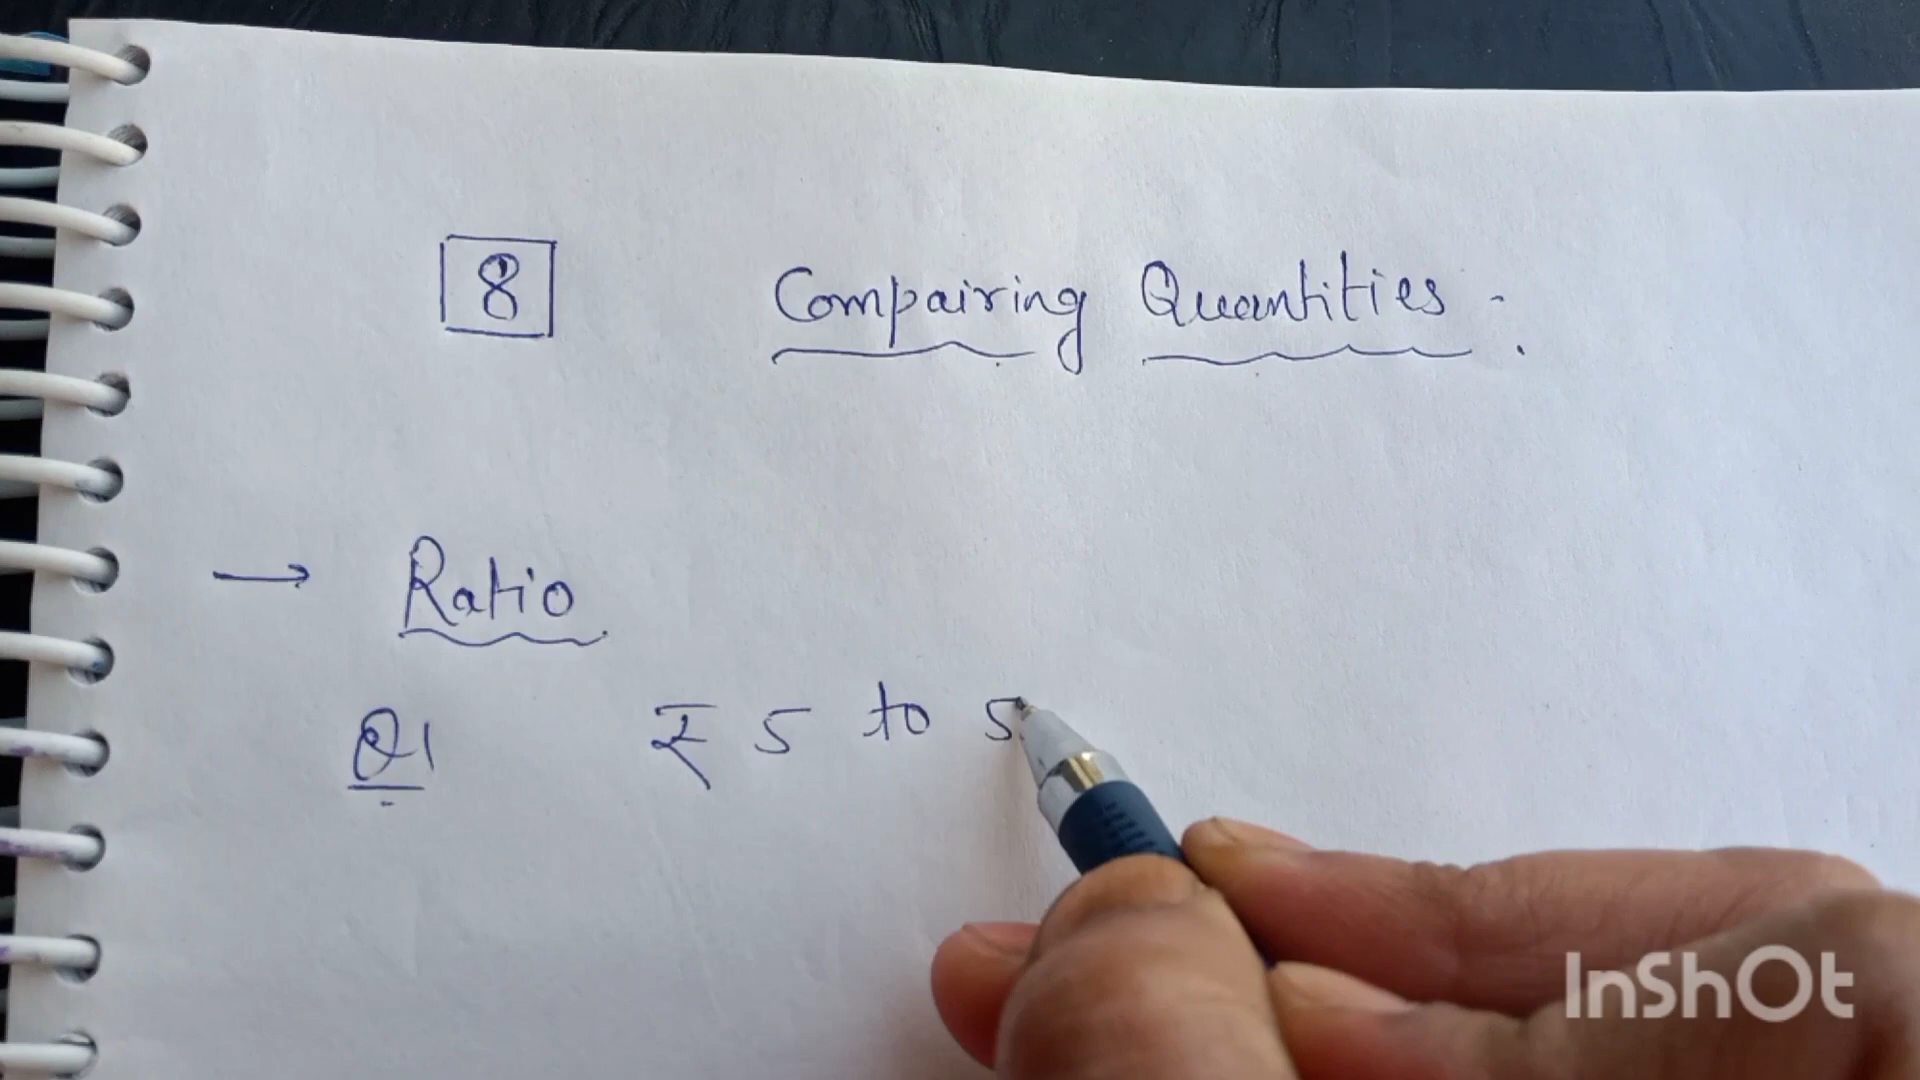 8 Compairing Quantities .
→ Ratio
Q1 ₹ 5 to 5
InShOt